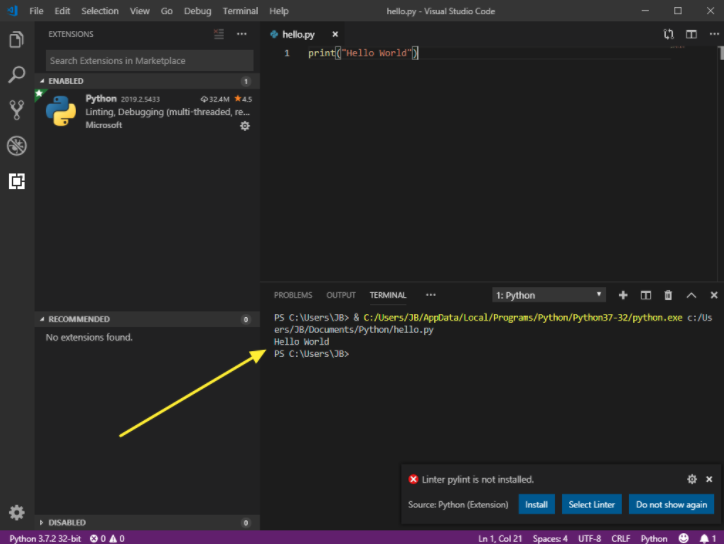 File Edit Selection View Go Debug Terminal Help hello.py - Visual Studio Code
EXTENSIONS
Search Extensions in Marketplace
ENABLED 1
Python 2019.2.5433 32.4M 4.5
Linting, Debugging (multi-threaded, re...
Microsoft
RECOMMENDED 0
No extensions found.
DISABLED 0
hello.py
1 print("Hello World")
PROBLEMS OUTPUT TERMINAL ... 1: Python
PS C:\Users\JB> & C:/Users/JB/AppData/Local/Programs/Python/Python37-32/python.exe c:/Us
ers/JB/Documents/Python/hello.py
Hello World
PS C:\Users\JB>
Linter pylint is not installed.
Source: Python (Extension) Install Select Linter Do not show again
Python 3.7.2 32-bit 0 0 Ln 1, Col 21 Spaces: 4 UTF-8 CRLF Python 1